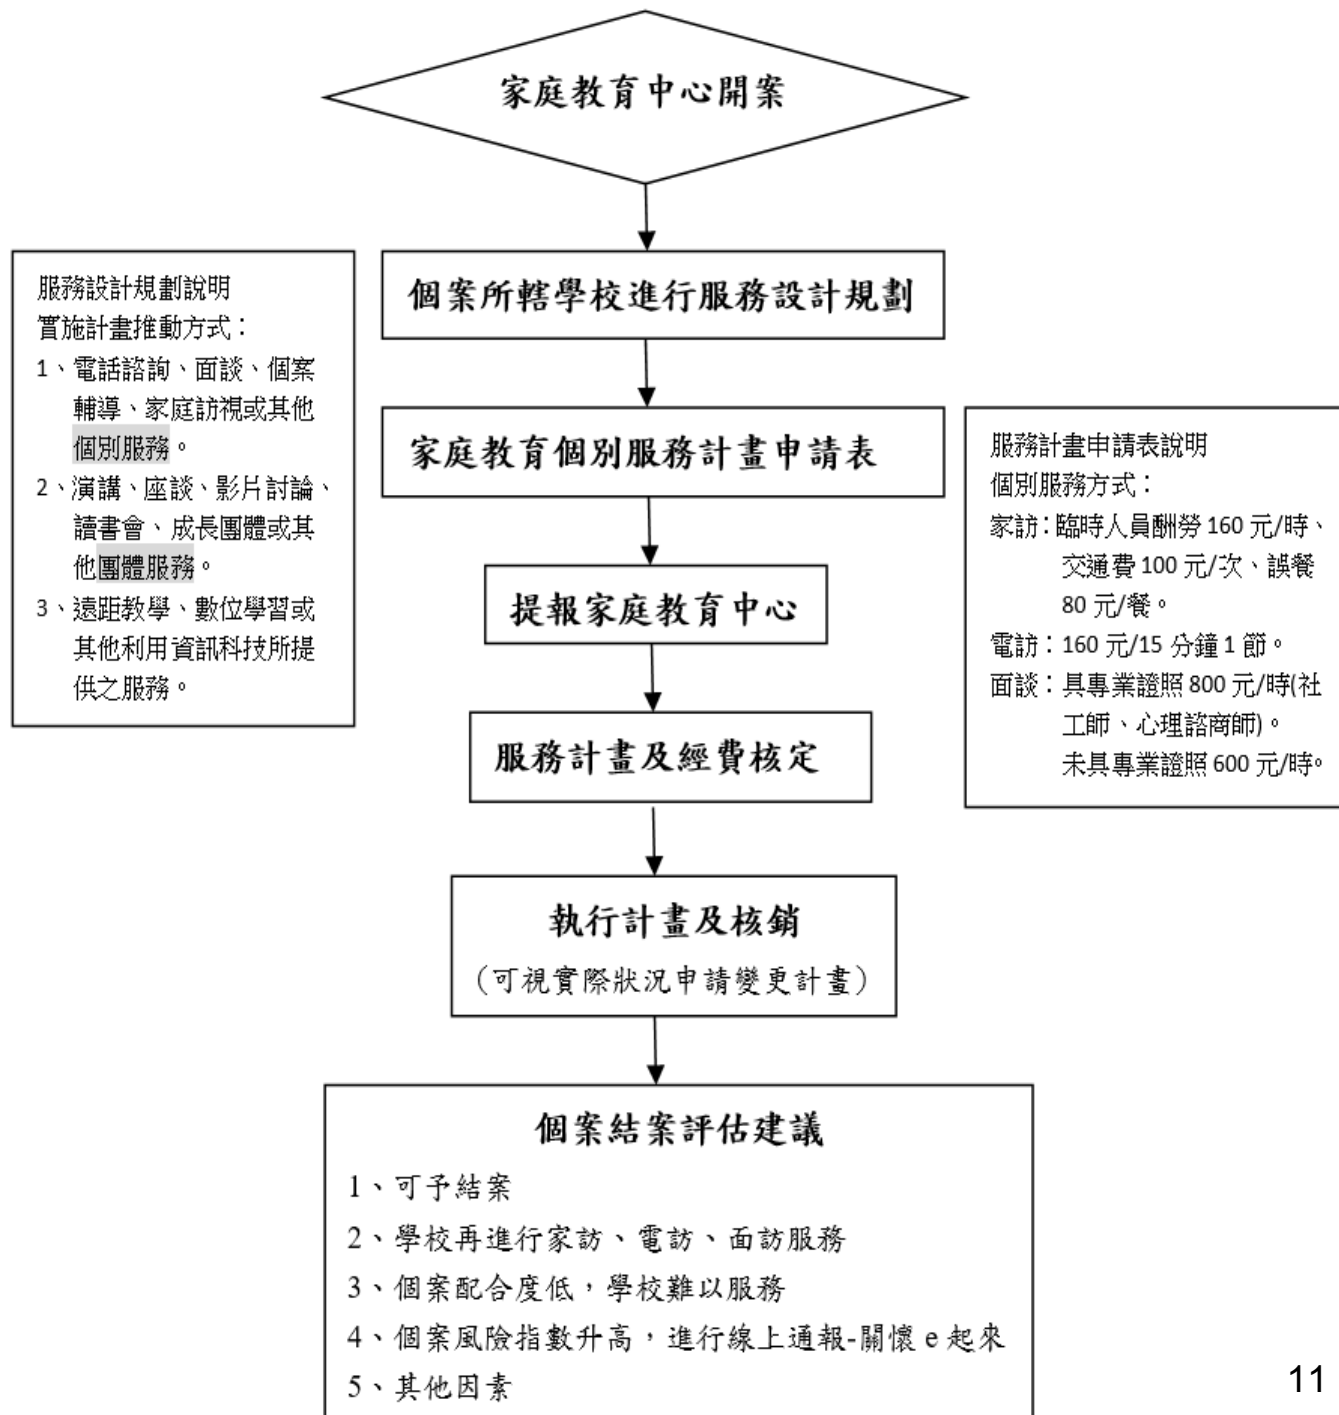 家庭教育中心開案
個案所轄學校進行服務設計規劃
服務設計規劃說明
實施計畫推動方式：
1、電話諮詢、面談、個案
輔導、家庭訪視或其他
個別服務。
2、演講、座談、影片討論、
讀書會、成長團體或其
他團體服務。
3、遠距教學、數位學習或
其他利用資訊科技所提
供之服務。
家庭教育個別服務計畫申請表
服務計畫申請表說明
個別服務方式：
家訪：臨時人員酬勞 160 元/時、
交通費 100 元/次、誤餐
80 元/餐。
電訪：160 元/15 分鐘 1 節。
面談：具專業證照 800 元/時(社
工師、心理諮商師)。
未具專業證照 600 元/時。
提報家庭教育中心
服務計畫及經費核定
執行計畫及核銷
（可視實際狀況申請變更計畫）
個案結案評估建議
1、可予結案
2、學校再進行家訪、電訪、面訪服務
3、個案配合度低，學校難以服務
4、個案風險指數升高，進行線上通報-關懷 e 起來
5、其他因素
11